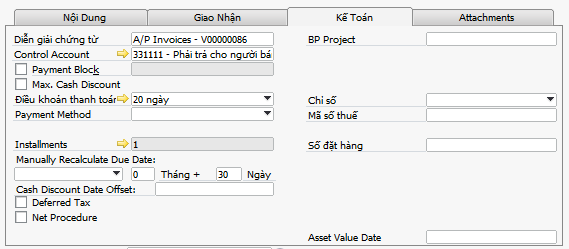 Nội Dung Giao Nhận Kế Toán Attachments
Diễn giải chứng từ A/P Invoices - V00000086 BP Project
Control Account 331111 - Phải trả cho người bá
Payment Block
Max. Cash Discount
Điều khoản thanh toán 20 ngày Chỉ số
Payment Method Mã số thuế
Installments 1 Số đặt hàng
Manually Recalculate Due Date:
0 Tháng + 30 Ngày
Cash Discount Date Offset:
Deferred Tax
Net Procedure
Asset Value Date